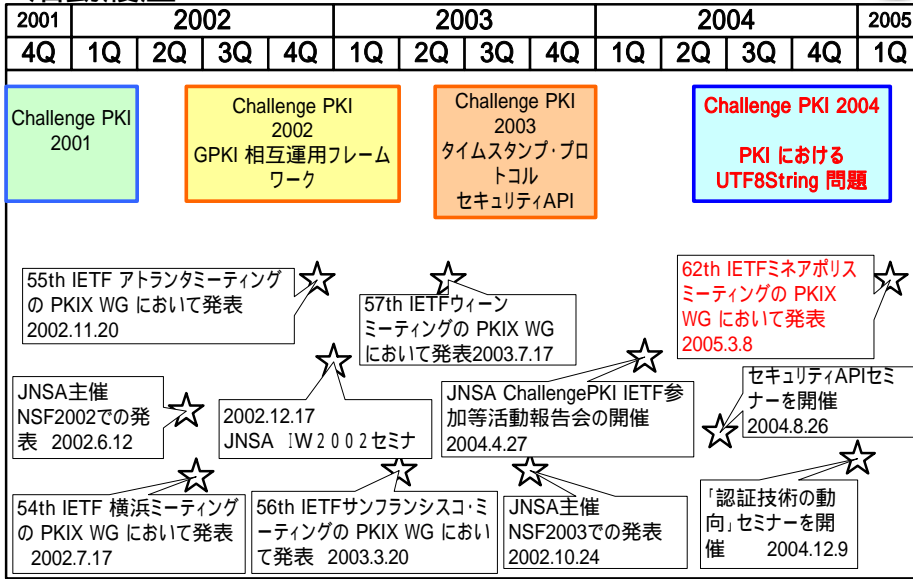 2001 2002 2003 2004 2005
4Q 1Q 2Q 3Q 4Q 1Q 2Q 3Q 4Q 1Q 2Q 3Q 4Q 1Q
Challenge PKI
2001
Challenge PKI
2002
GPKI 相互運用フレーム
ワーク
Challenge PKI
2003
タイムスタンプ・プロ
トコル
セキュリティAPI
Challenge PKI 2004
PKI における
UTF8String 問題
55th IETF アトランタミーティング
の PKIX WG において発表
2002.11.20
57th IETFウィーン
ミーティングの PKIX WG
において発表2003.7.17
62th IETFミネアポリス
ミーティングの PKIX
WG において発表
2005.3.8
JNSA主催
NSF2002での発
表 2002.6.12
2002.12.17
JNSA IW2002セミナ
JNSA ChallengePKI IETF参
加等活動報告会の開催
2004.4.27
セキュリティAPIセミ
ナーを開催
2004.8.26
54th IETF 横浜ミーティング
の PKIX WG において発表
2002.7.17
56th IETFサンフランシスコ・ミ
ーティングの PKIX WG におい
て発表 2003.3.20
JNSA主催
NSF2003での発表
2002.10.24
「認証技術の動
向」セミナーを開
催 2004.12.9